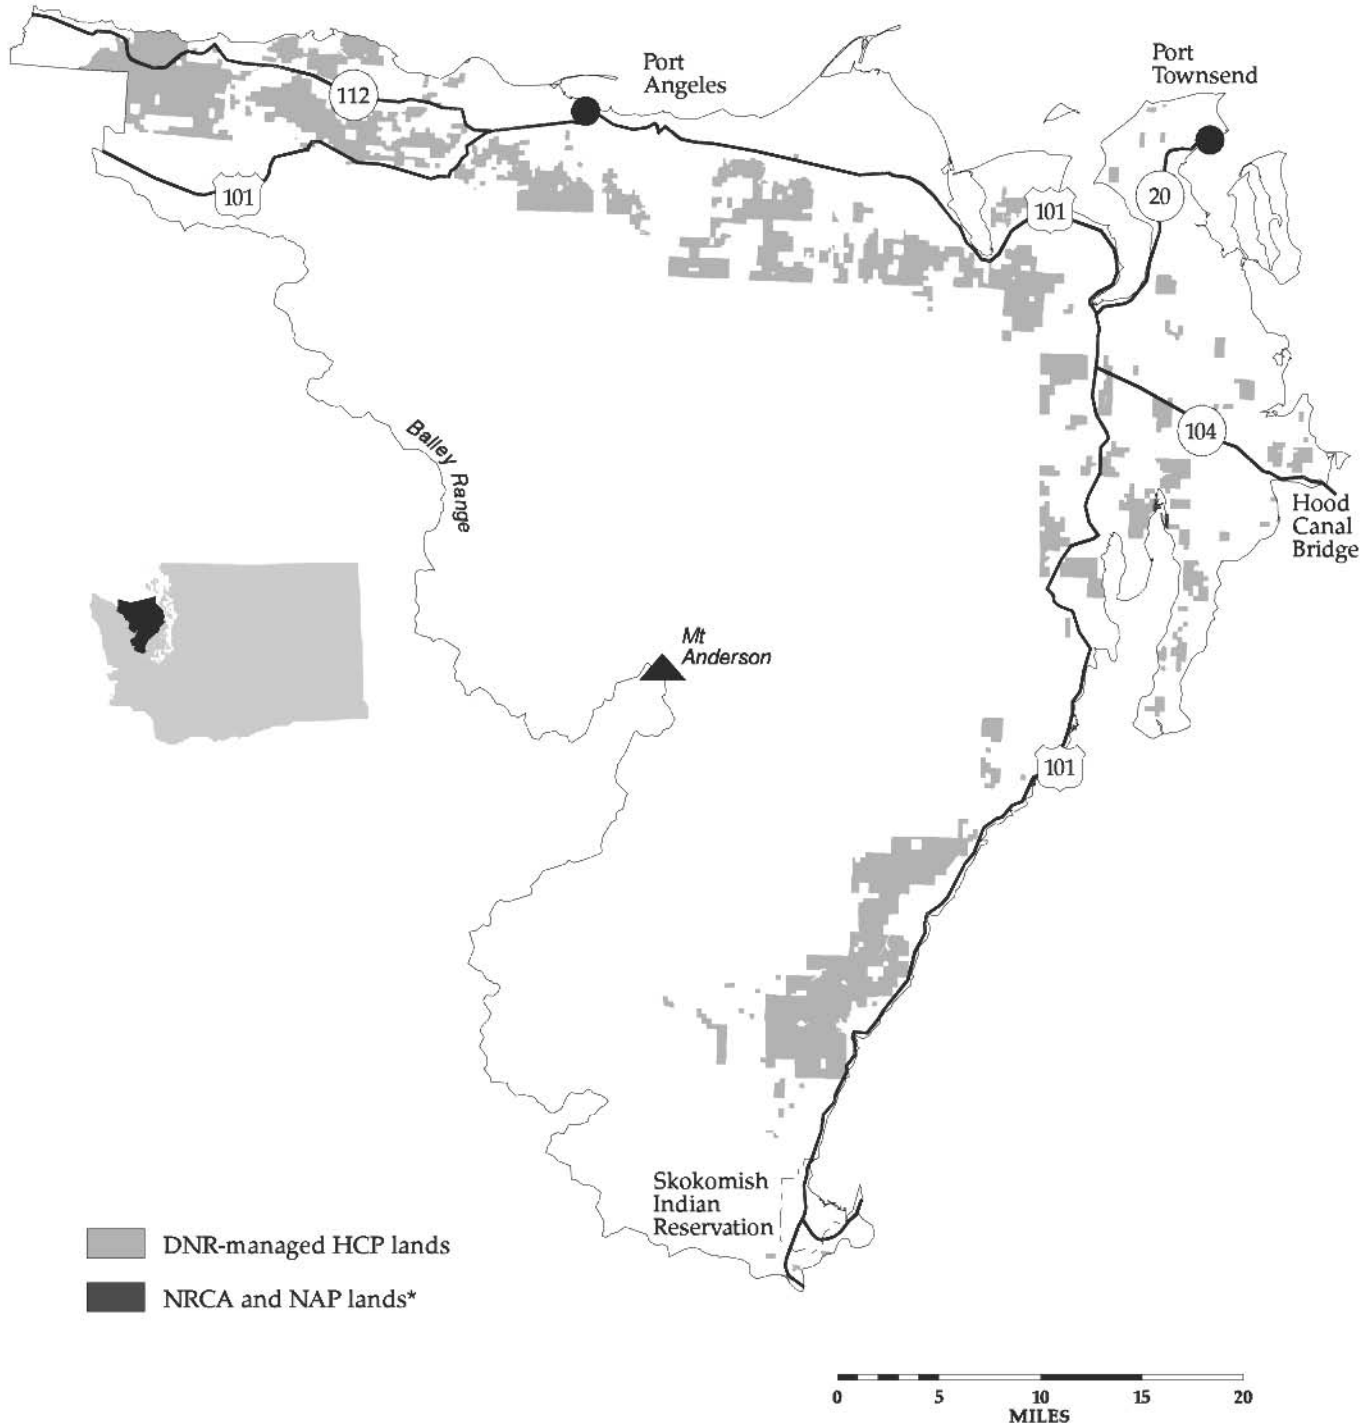 Port
Angeles
Port
Townsend
112
101
101
20
Bailey Range
104
Hood
Canal
Bridge
Mt
Anderson
101
Skokomish
Indian
Reservation
DNR-managed HCP lands
NRCA and NAP lands*
0 5 10 15 20
MILES